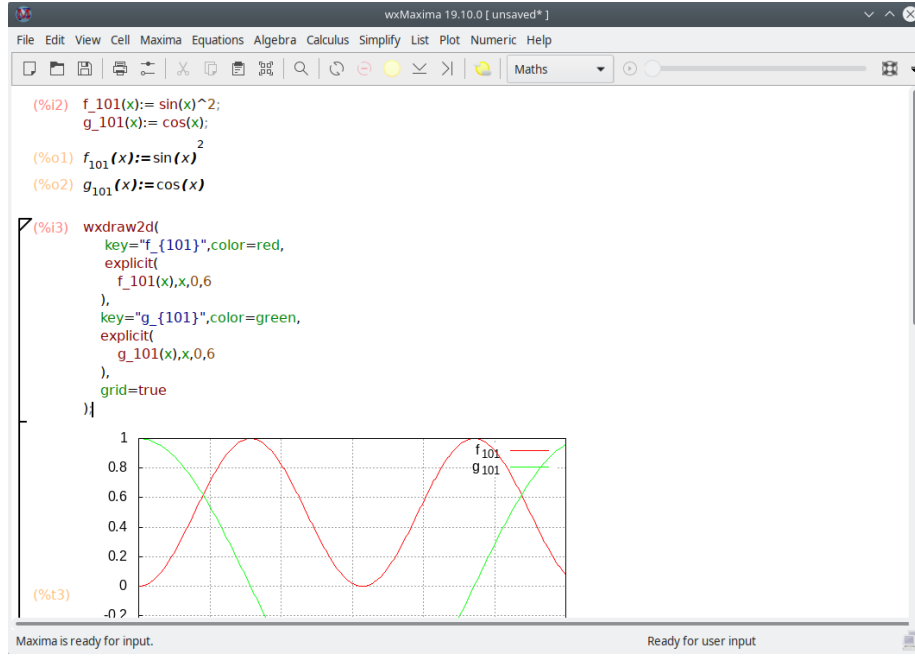 wxMaxima 19.10.0 [ unsaved* ]
File Edit View Cell Maxima Equations Algebra Calculus Simplify List Plot Numeric Help
Maths
(%i2) f_101(x):= sin(x)^2;
g_101(x):= cos(x);
(%o1) f101(x):=sin(x)2
(%o2) g101(x):=cos(x)
(%i3) wxdraw2d(
key="f_{101}",color=red,
explicit(
f_101(x),x,0,6
),
key="g_{101}",color=green,
explicit(
g_101(x),x,0,6
),
grid=true
);
1
f101
0.8
g101
0.6
0.4
0.2
0
(%t3)
-0.2
Maxima is ready for input. Ready for user input